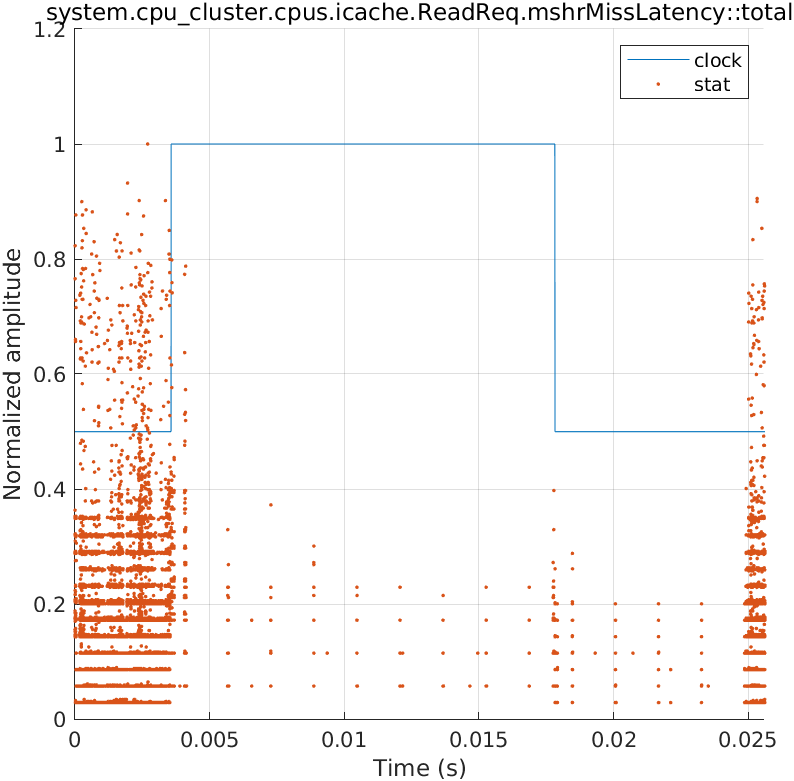 system.cpu_cluster.cpus.icache.ReadReq.mshrMissLatency::total
1.2
1
0.8
0.6
0.4
0.2
0
Normalized amplitude
clock
stat
0 0.005 0.01 0.015 0.02 0.025
Time (s)